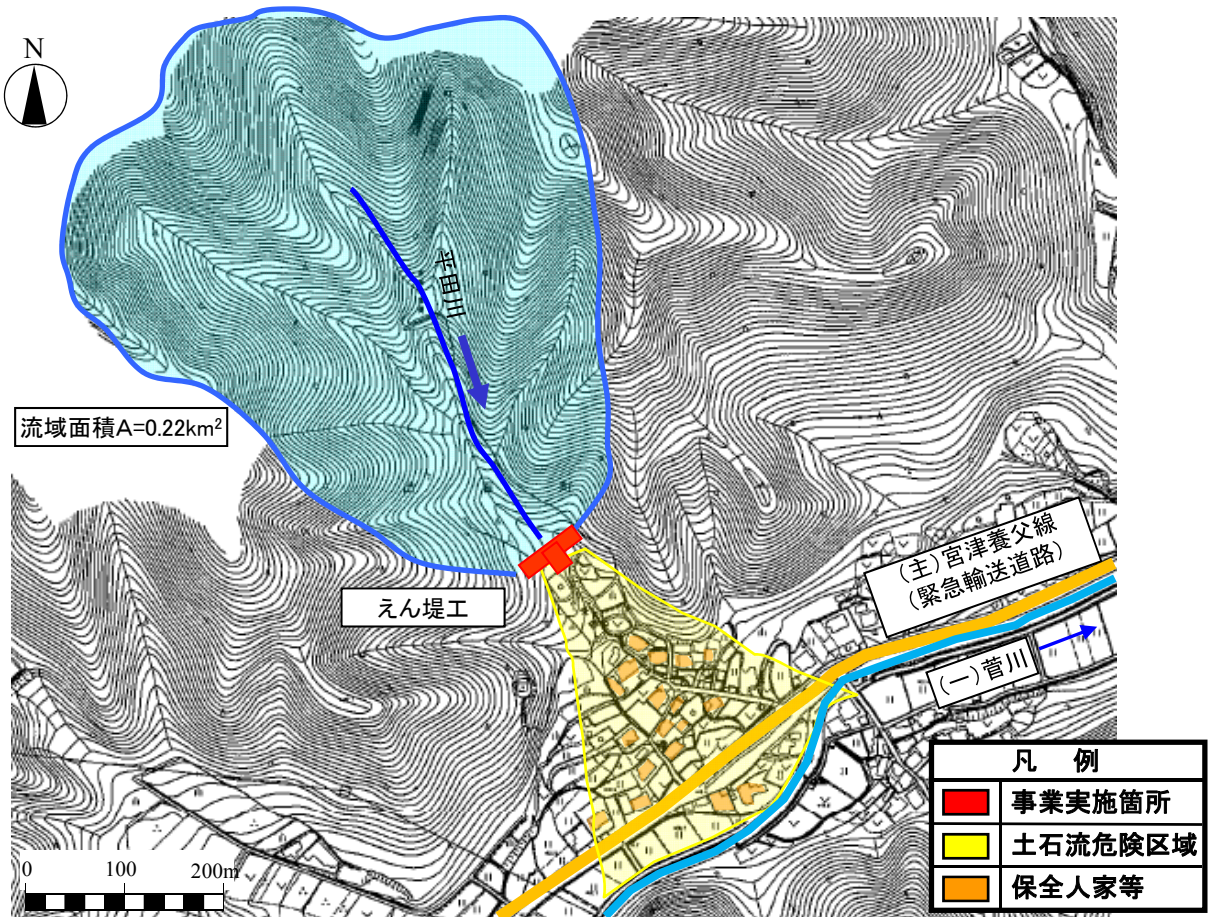 N
平田川
流域面積A=0.22km²
えん堤工
(主)宮津養父線
(緊急輸送道路)
(一)菅川
0 100 200m
凡 例
事業実施箇所
土石流危険区域
保全人家等